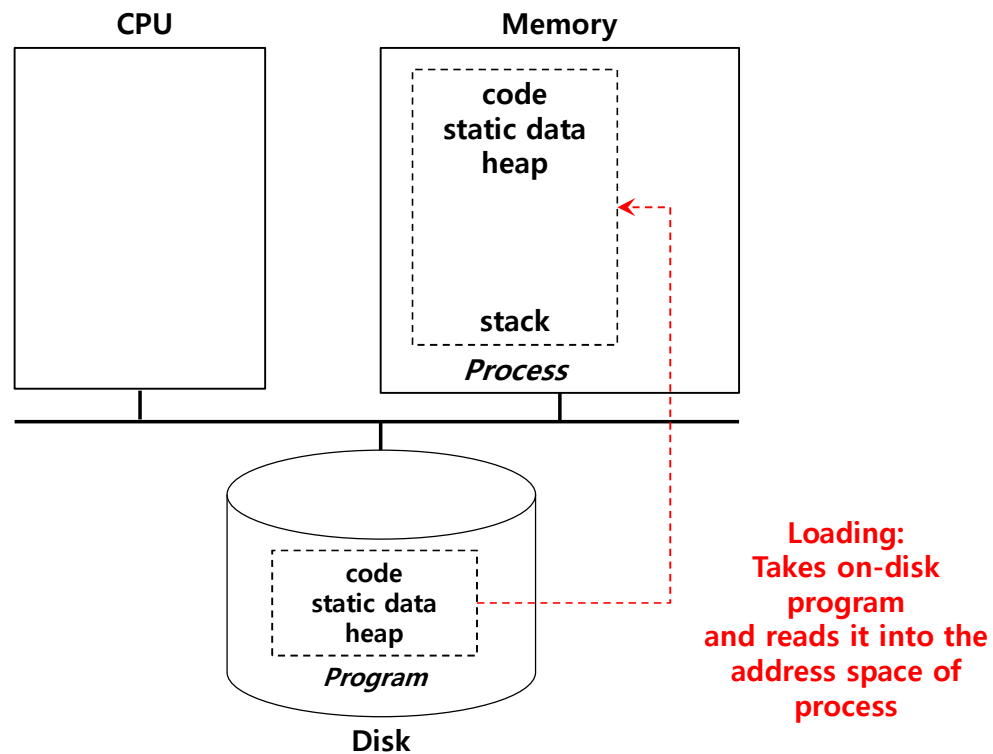 CPU
Memory
code
static data
heap
stack
Process
code
static data
heap
Program
Disk
Loading:
Takes on-disk
program
and reads it into the
address space of
process